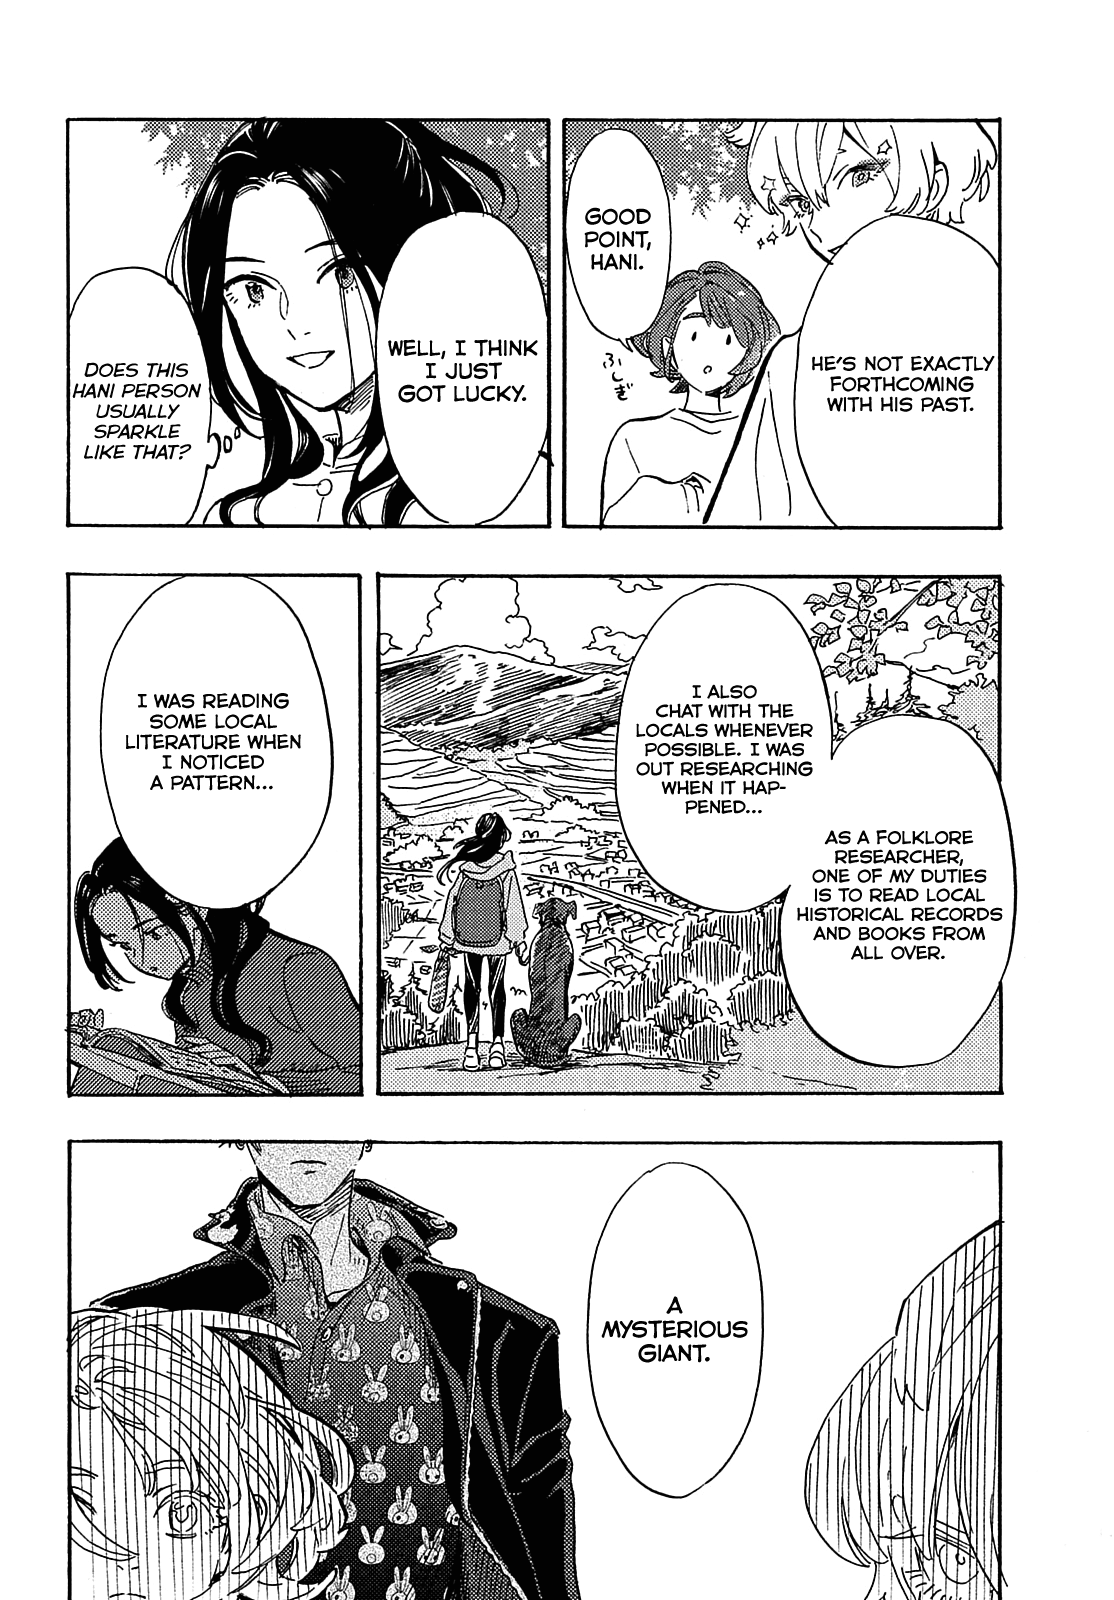 GOOD
POINT,
HANI.
ふしぎ
HE'S NOT EXACTLY
FORTHCOMING
WITH HIS PAST.
WELL, I THINK
I JUST
GOT LUCKY.
DOES THIS
HANI PERSON
USUALLY
SPARKLE
LIKE THAT?
AS A FOLKLORE
RESEARCHER,
ONE OF MY DUTIES
IS TO READ LOCAL
HISTORICAL RECORDS
AND BOOKS FROM
ALL OVER.
I ALSO
CHAT WITH THE
LOCALS WHENEVER
POSSIBLE. I WAS
OUT RESEARCHING
WHEN IT HAP-
PENED...
I WAS READING
SOME LOCAL
LITERATURE WHEN
I NOTICED
A PATTERN...
A
MYSTERIOUS
GIANT.